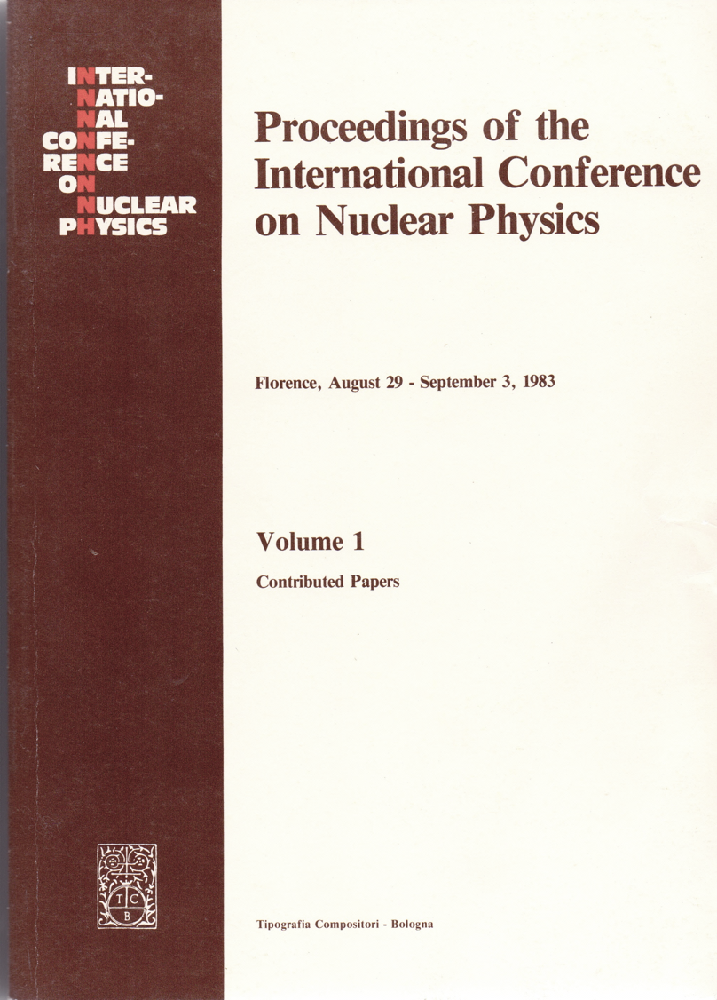 INTER-
NATIO-
NAL
CONFE-
RENCE
ON
NUCLEAR
PHYSICS
Proceedings of the
International Conference
on Nuclear Physics
Florence, August 29 - September 3, 1983
Volume 1
Contributed Papers
T C
B
Tipografia Compositori - Bologna